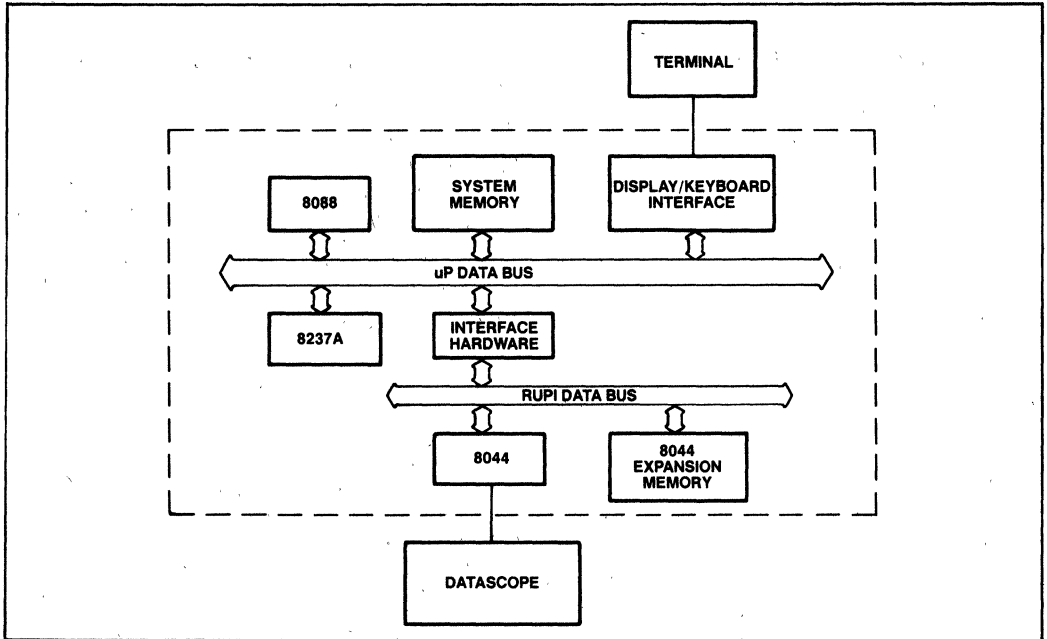 TERMINAL
8088
SYSTEM
MEMORY
DISPLAY/KEYBOARD
INTERFACE
uP DATA BUS
8237A
INTERFACE
HARDWARE
RUPI DATA BUS
8044
8044
EXPANSION
MEMORY
DATASCOPE